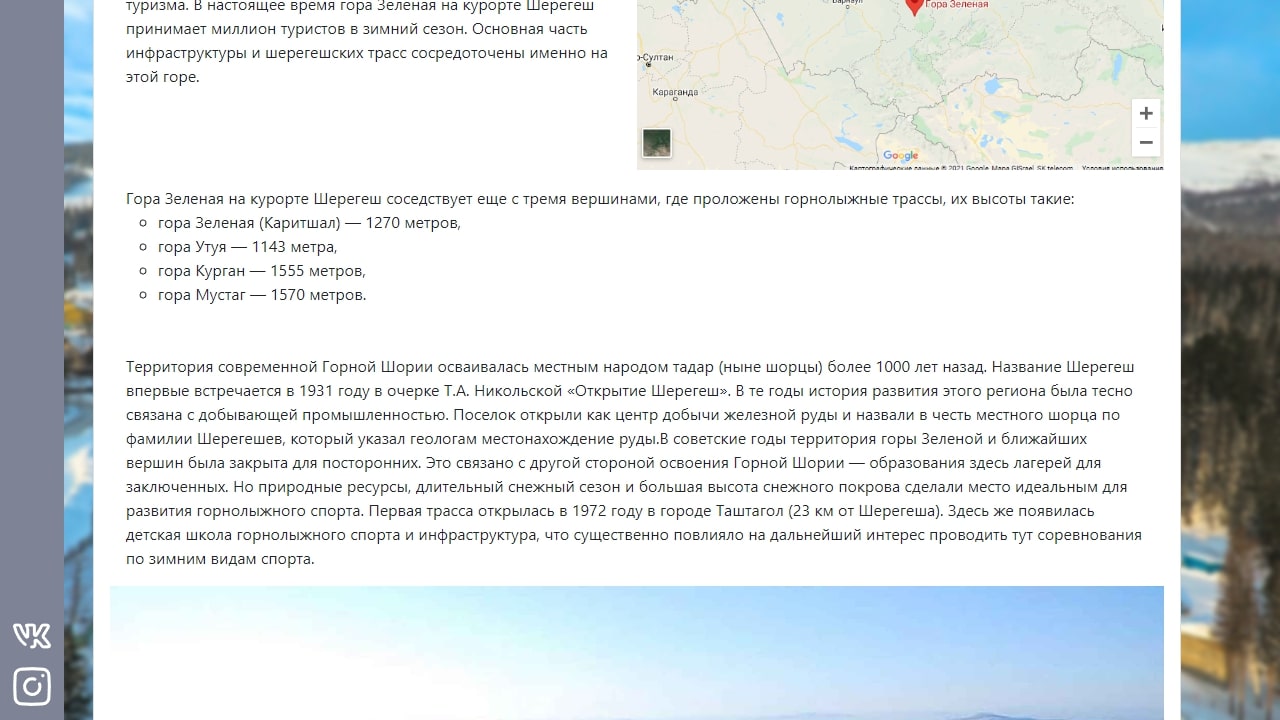 туризма. В настоящее время гора Зеленая на курорте Шерегеш
принимает миллион туристов в зимний сезон. Основная часть
инфраструктуры и шерегешских трасс сосредоточены именно на
этой горе.
Гора Зеленая
Караганда
Google
Картографические данные © 2021 Google, Mapa GISrael, SK telecom
Условия использования
Гора Зеленая на курорте Шерегеш соседствует еще с тремя вершинами, где проложены горнолыжные трассы, их высоты такие:
гора Зеленая (Каритшал) — 1270 метров,
гора Утуя — 1143 метра,
гора Курган — 1555 метров,
гора Мустаг — 1570 метров.
Территория современной Горной Шории осваивалась местным народом тадар (ныне шорцы) более 1000 лет назад. Название Шерегеш
впервые встречается в 1931 году в очерке Т.А. Никольской «Открытие Шерегеш». В те годы история развития этого региона была тесно
связана с добывающей промышленностью. Поселок открыли как центр добычи железной руды и назвали в честь местного шорца по
фамилии Шерегешев, который указал геологам местонахождение руды.В советские годы территория горы Зеленой и ближайших
вершин была закрыта для посторонних. Это связано с другой стороной освоения Горной Шории — образования здесь лагерей для
заключенных. Но природные ресурсы, длительный снежный сезон и большая высота снежного покрова сделали место идеальным для
развития горнолыжного спорта. Первая трасса открылась в 1972 году в городе Таштагол (23 км от Шерегеша). Здесь же появилась
детская школа горнолыжного спорта и инфраструктура, что существенно повлияло на дальнейший интерес проводить тут соревнования
по зимним видам спорта.